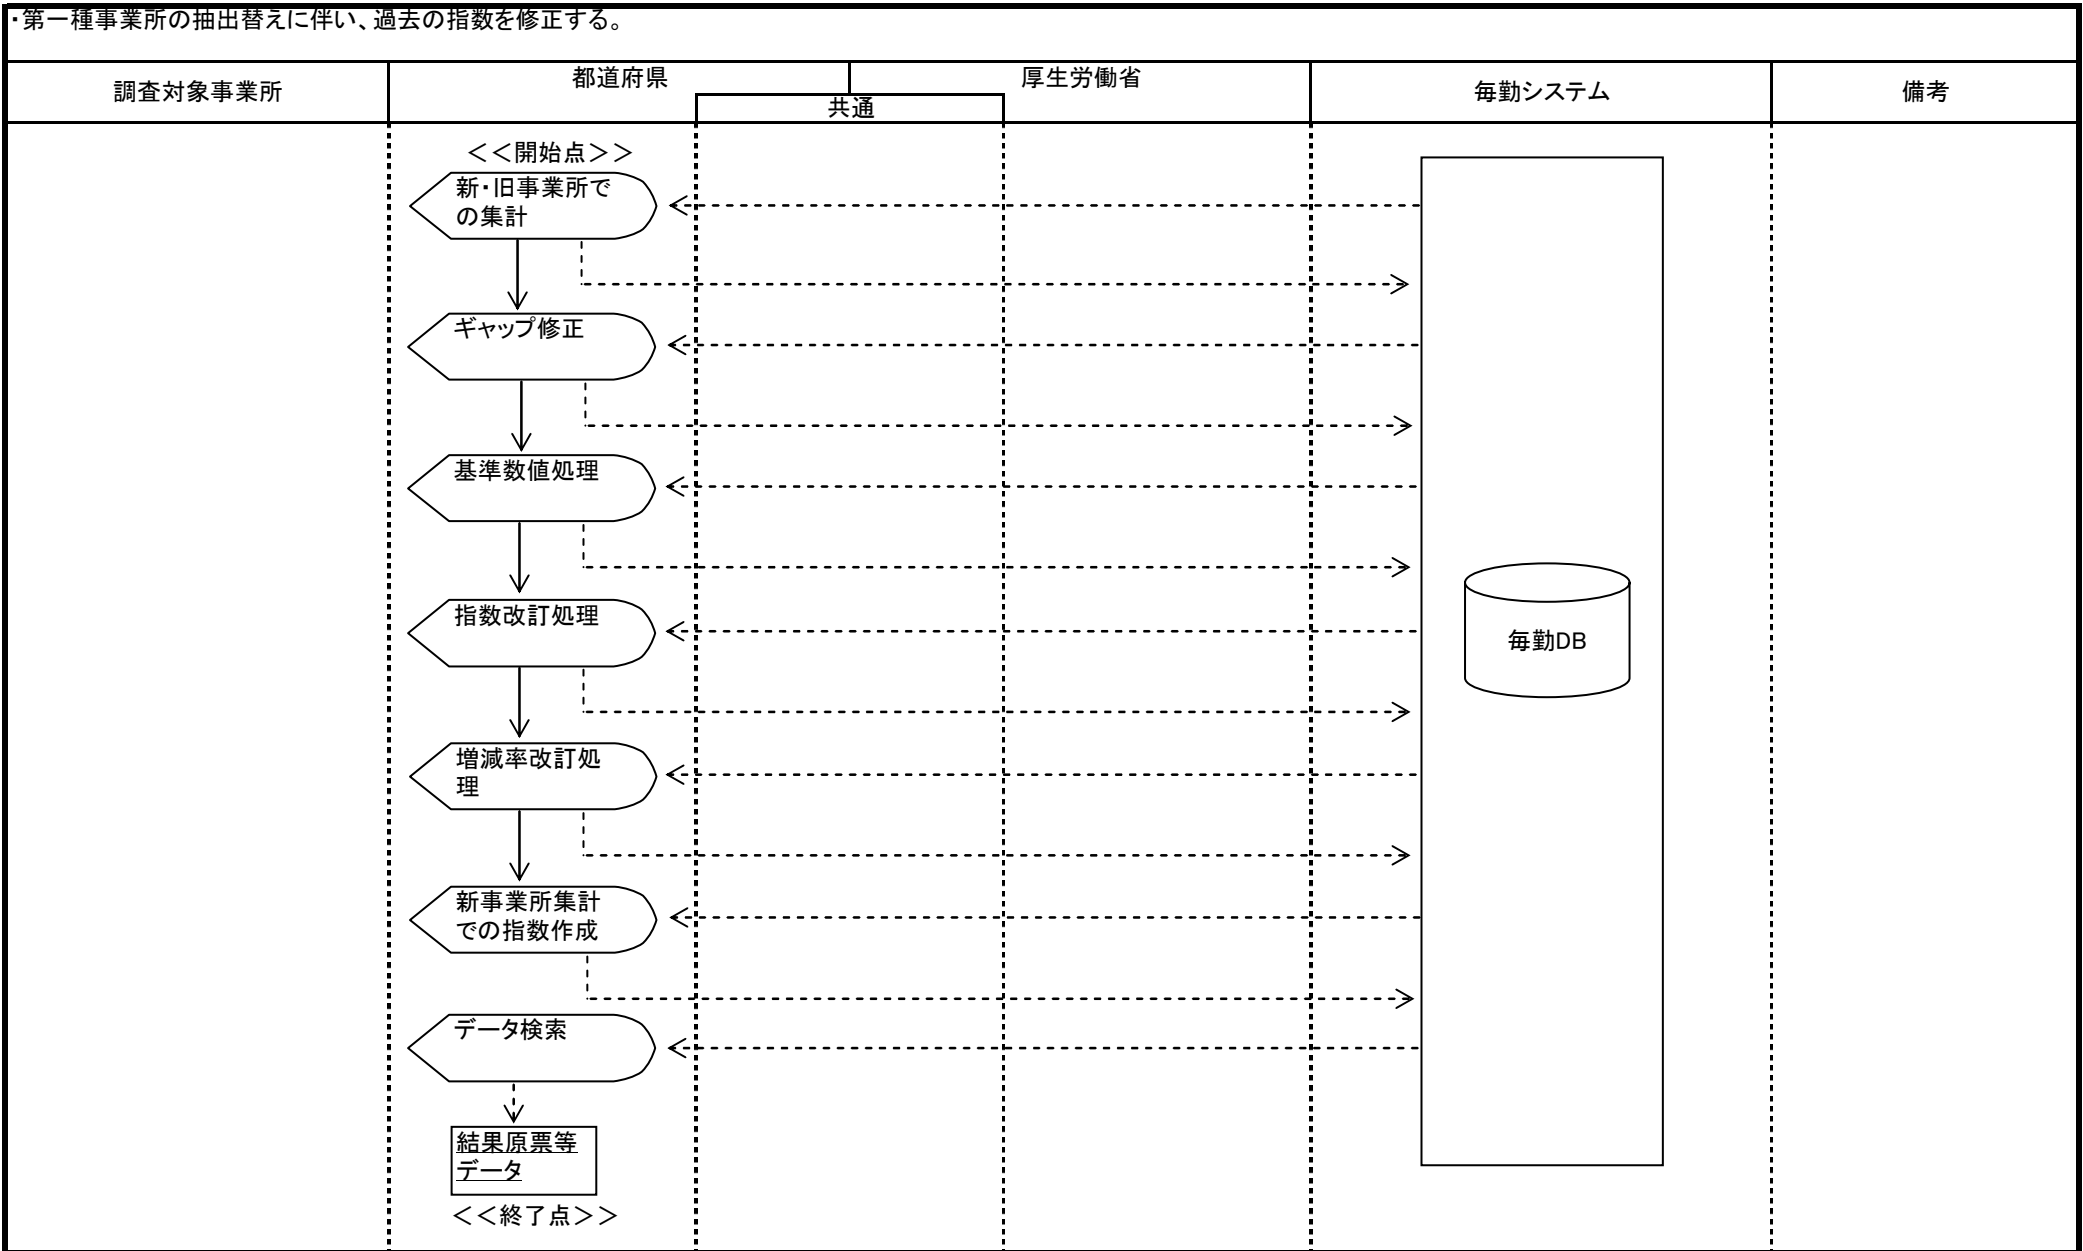 ・第一種事業所の抽出替えに伴い、過去の指数を修正する。
調査対象事業所
都道府県
厚生労働省
共通
毎勤システム
備考
＜＜開始点＞＞
新・旧事業所で
の集計
ギャップ修正
基準数値処理
指数改訂処理
毎勤DB
増減率改訂処
理
新事業所集計
での指数作成
データ検索
結果原票等
データ
＜＜終了点＞＞